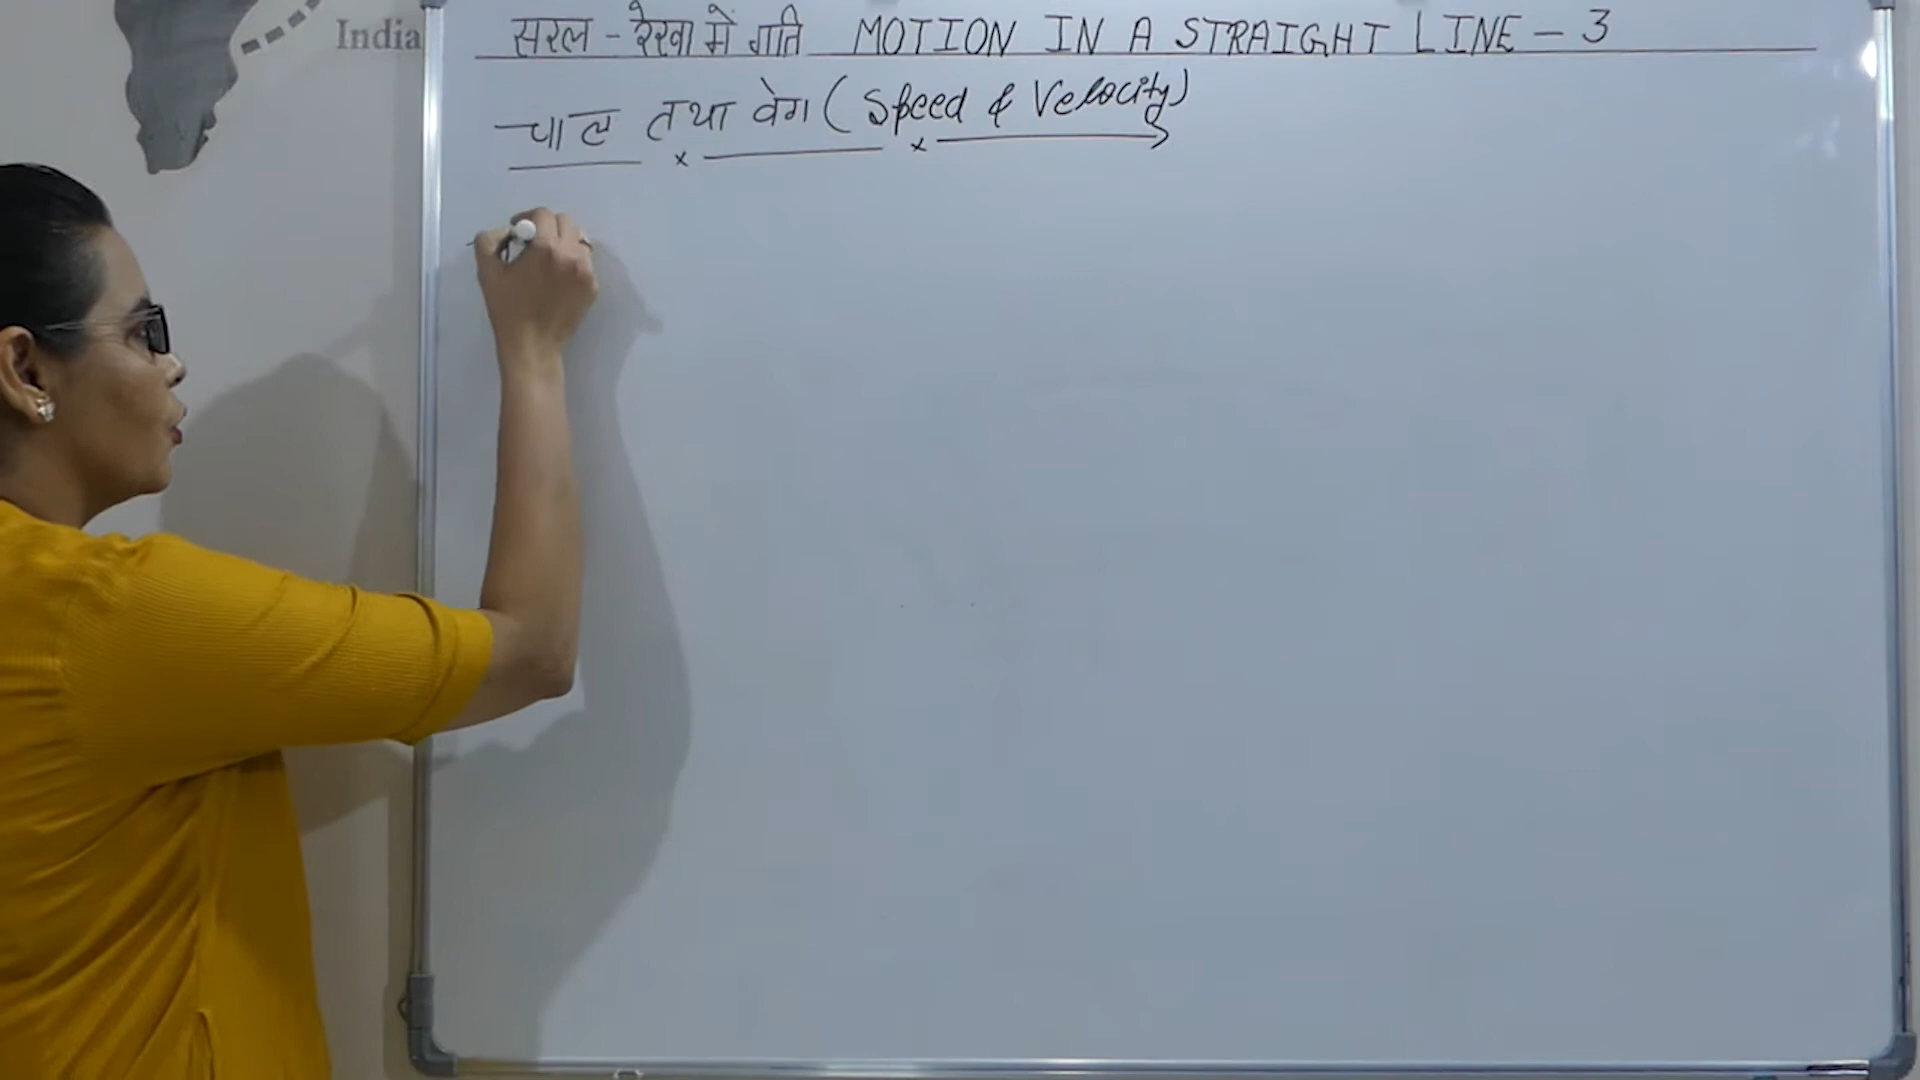 India
सरल - रेखा में गति MOTION IN A STRAIGHT LINE - 3
चाल तथा वेग ( Speed & Velocity)